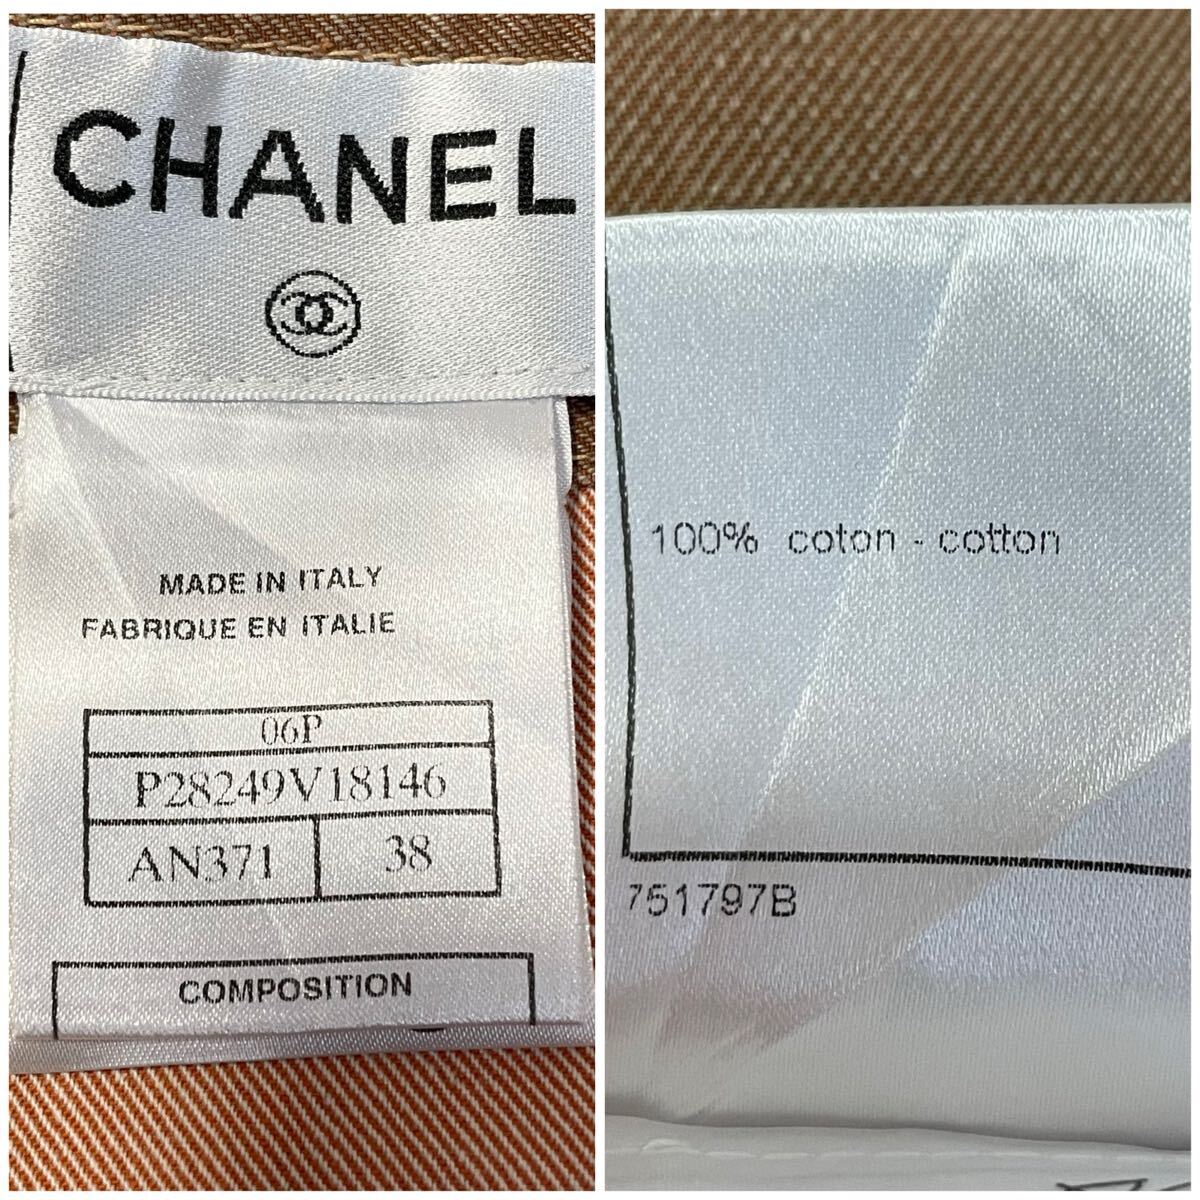 CHANEL
MADE IN ITALY
FABRIQUE EN ITALIE
06P
P28249V18146
AN371 38
COMPOSITION
100% coton - cotton
751797B